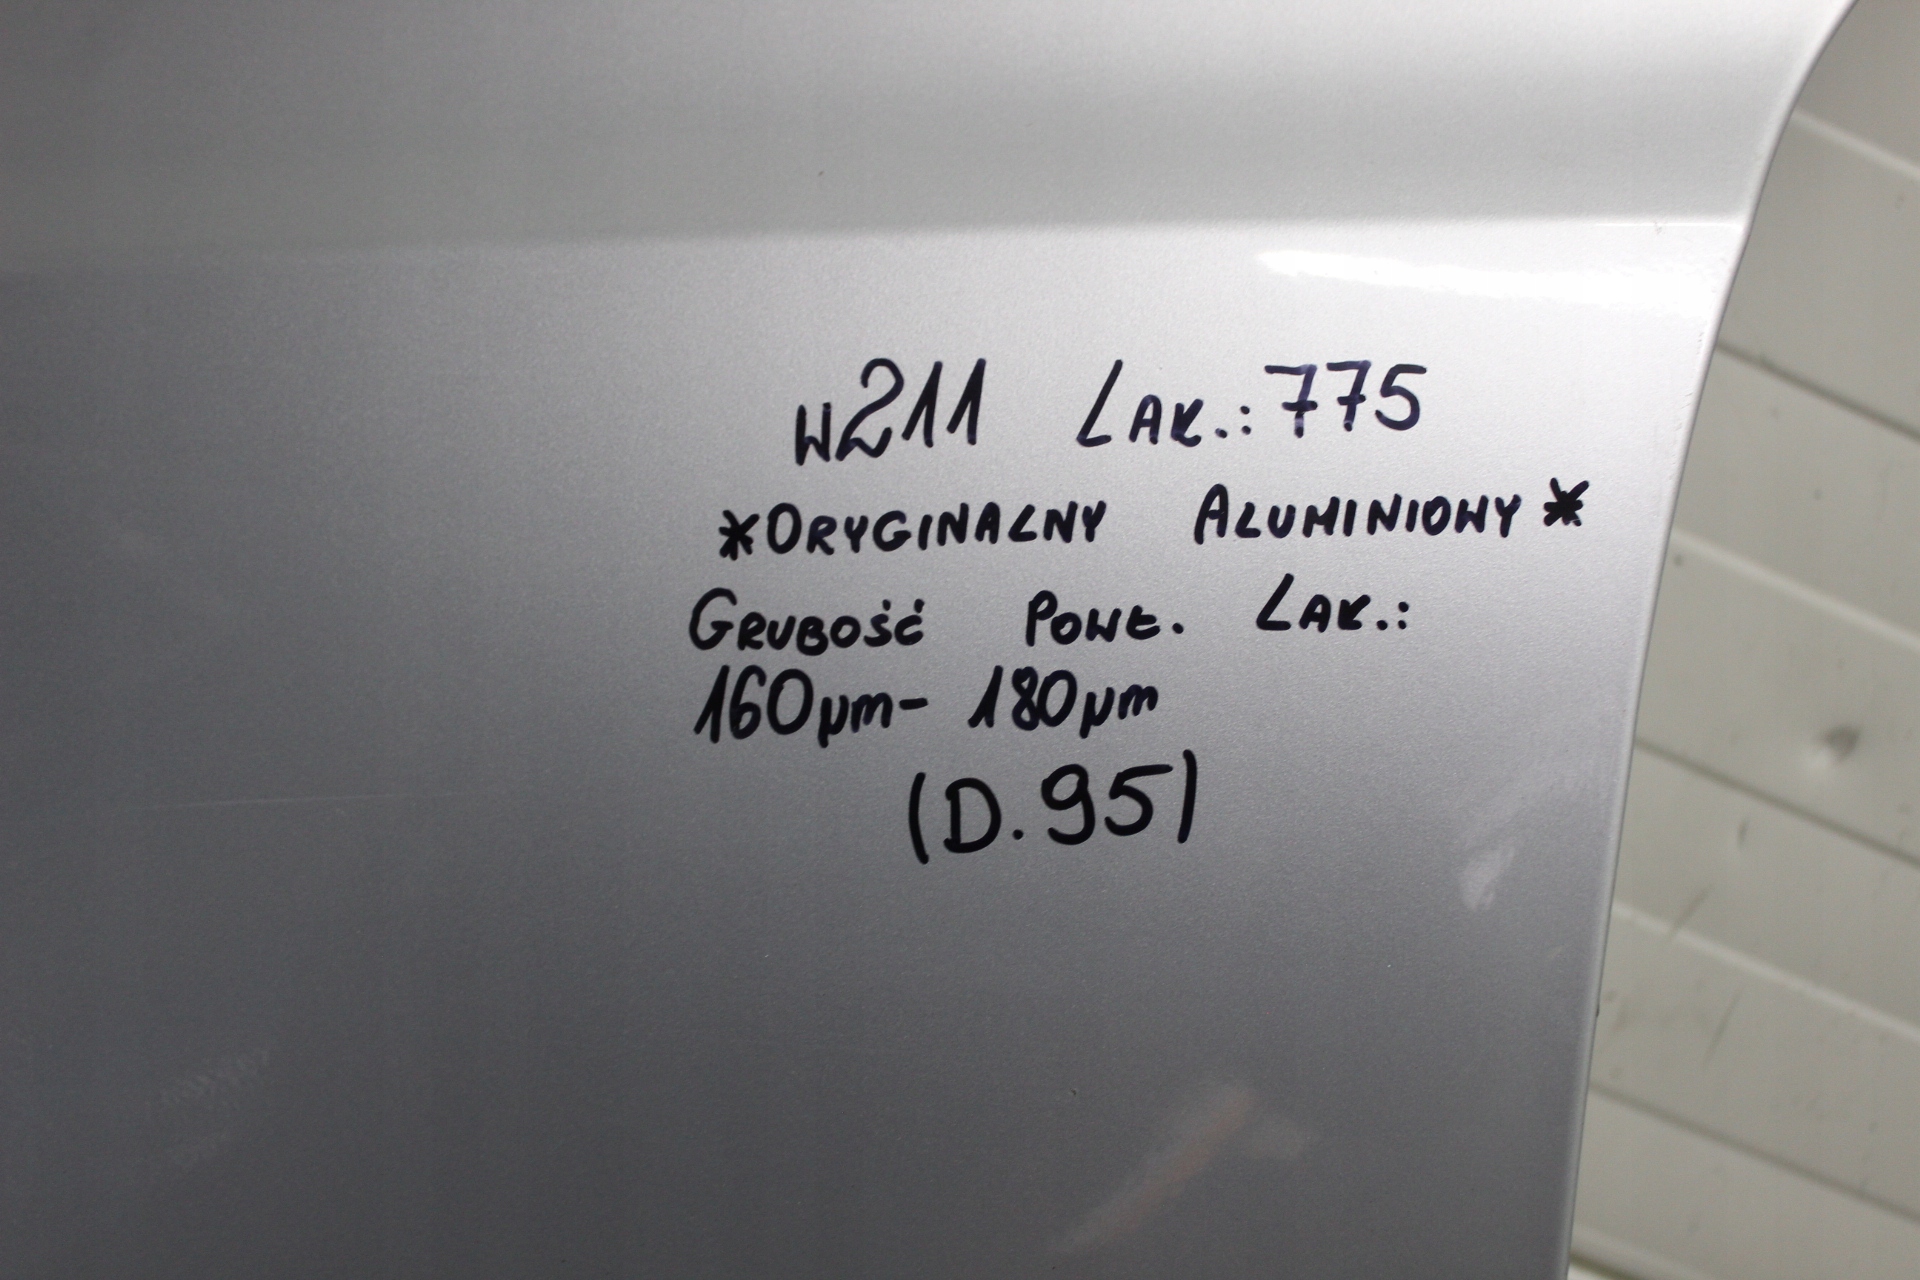 W211 LAK.: 775
*ORYGINALNY ALUMINIOWY*
GRUBOŚĆ POWŁ. LAK.:
160µm- 180µm
(D.95)